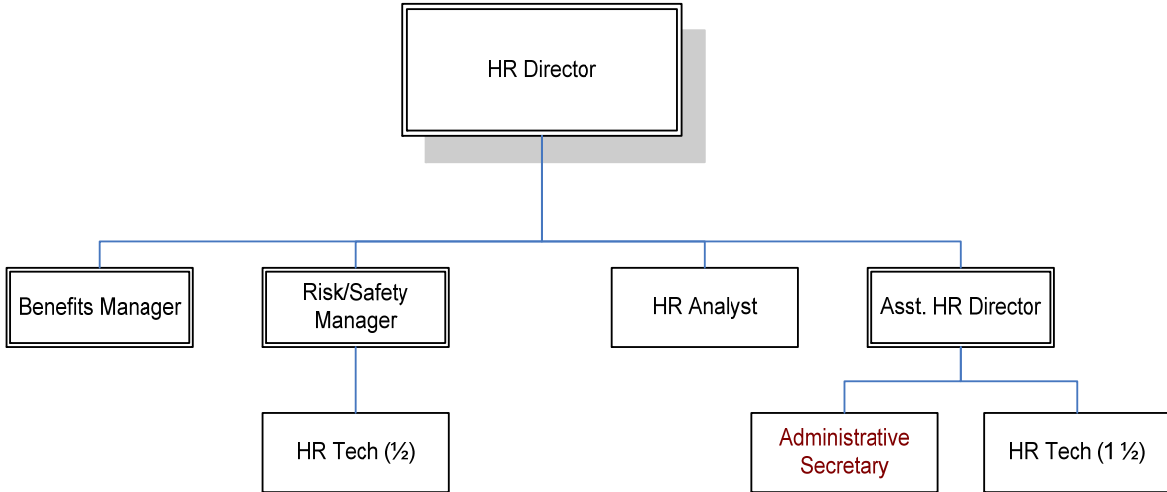 HR Director
Benefits Manager
Risk/Safety
Manager
HR Analyst
Asst. HR Director
HR Tech (½)
Administrative
Secretary
HR Tech (1 ½)